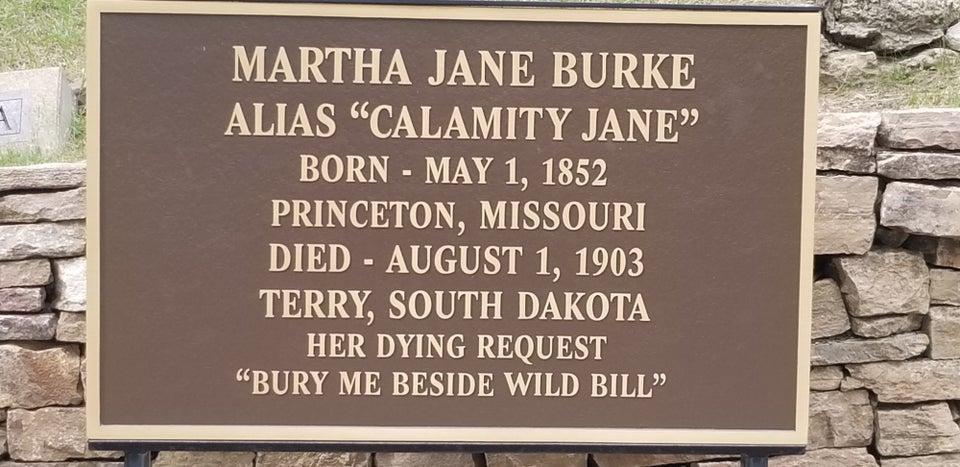 MARTHA JANE BURKE
ALIAS “CALAMITY JANE”
BORN - MAY 1, 1852
PRINCETON, MISSOURI
DIED - AUGUST 1, 1903
TERRY, SOUTH DAKOTA
HER DYING REQUEST
“BURY ME BESIDE WILD BILL”
A